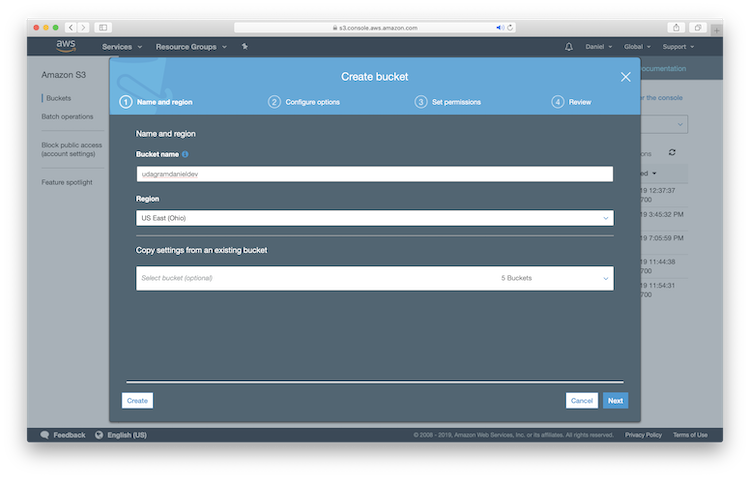 s3.console.aws.amazon.com
aws Services Resource Groups Daniel Global Support
Amazon S3
Buckets
Batch operations
Block public access
(account settings)
Feature spotlight
Documentation
Create bucket
1 Name and region 2 Configure options 3 Set permissions 4 Review
Name and region
Bucket name
udagramdanieldev
Region
US East (Ohio)
Copy settings from an existing bucket
Select bucket (optional) 5 Buckets
Create Cancel Next
the console
19 12:37:37
700
19 3:45:32 PM
19 7:05:59 PM
19 11:44:38
700
19 11:54:31
700
Feedback English (US) © 2008 - 2019, Amazon Web Services, Inc. or its affiliates. All rights reserved. Privacy Policy Terms of Use